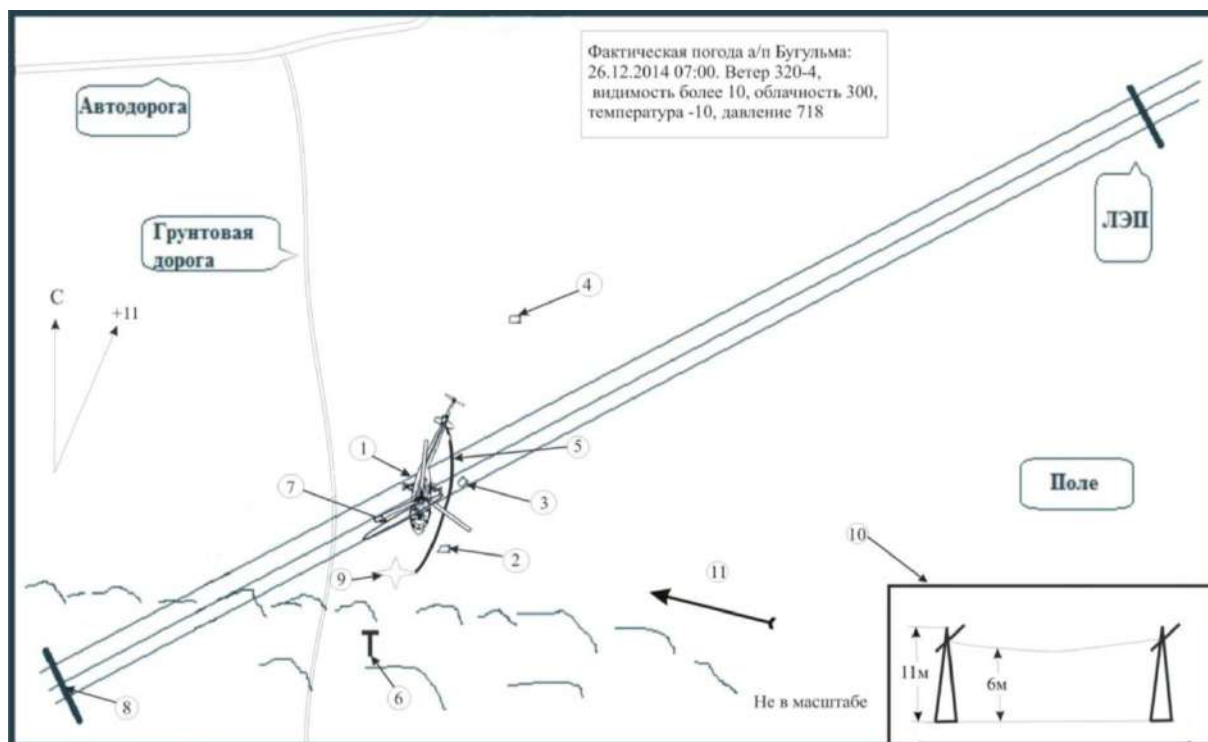 Фактическая погода а/п Бугульма:
26.12.2014 07:00. Ветер 320-4,
видимость более 10, облачность 300,
температура -10, давление 718
Автодорога
ЛЭП
Грунтовая
дорога
4
С
+11
1
5
7
3
Поле
2
10
9
11
6
8
Не в масштабе
11м
6м